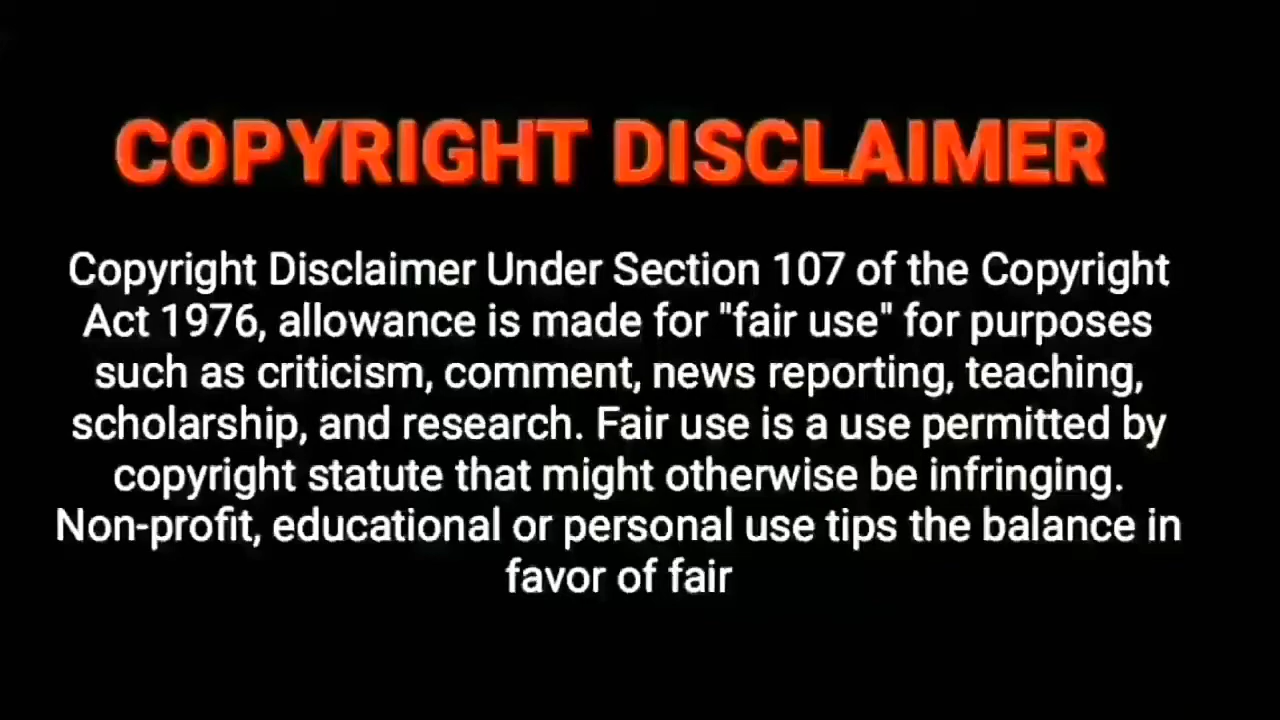 COPYRIGHT DISCLAIMER
Copyright Disclaimer Under Section 107 of the Copyright
Act 1976, allowance is made for "fair use" for purposes
such as criticism, comment, news reporting, teaching,
scholarship, and research. Fair use is a use permitted by
copyright statute that might otherwise be infringing.
Non-profit, educational or personal use tips the balance in
favor of fair